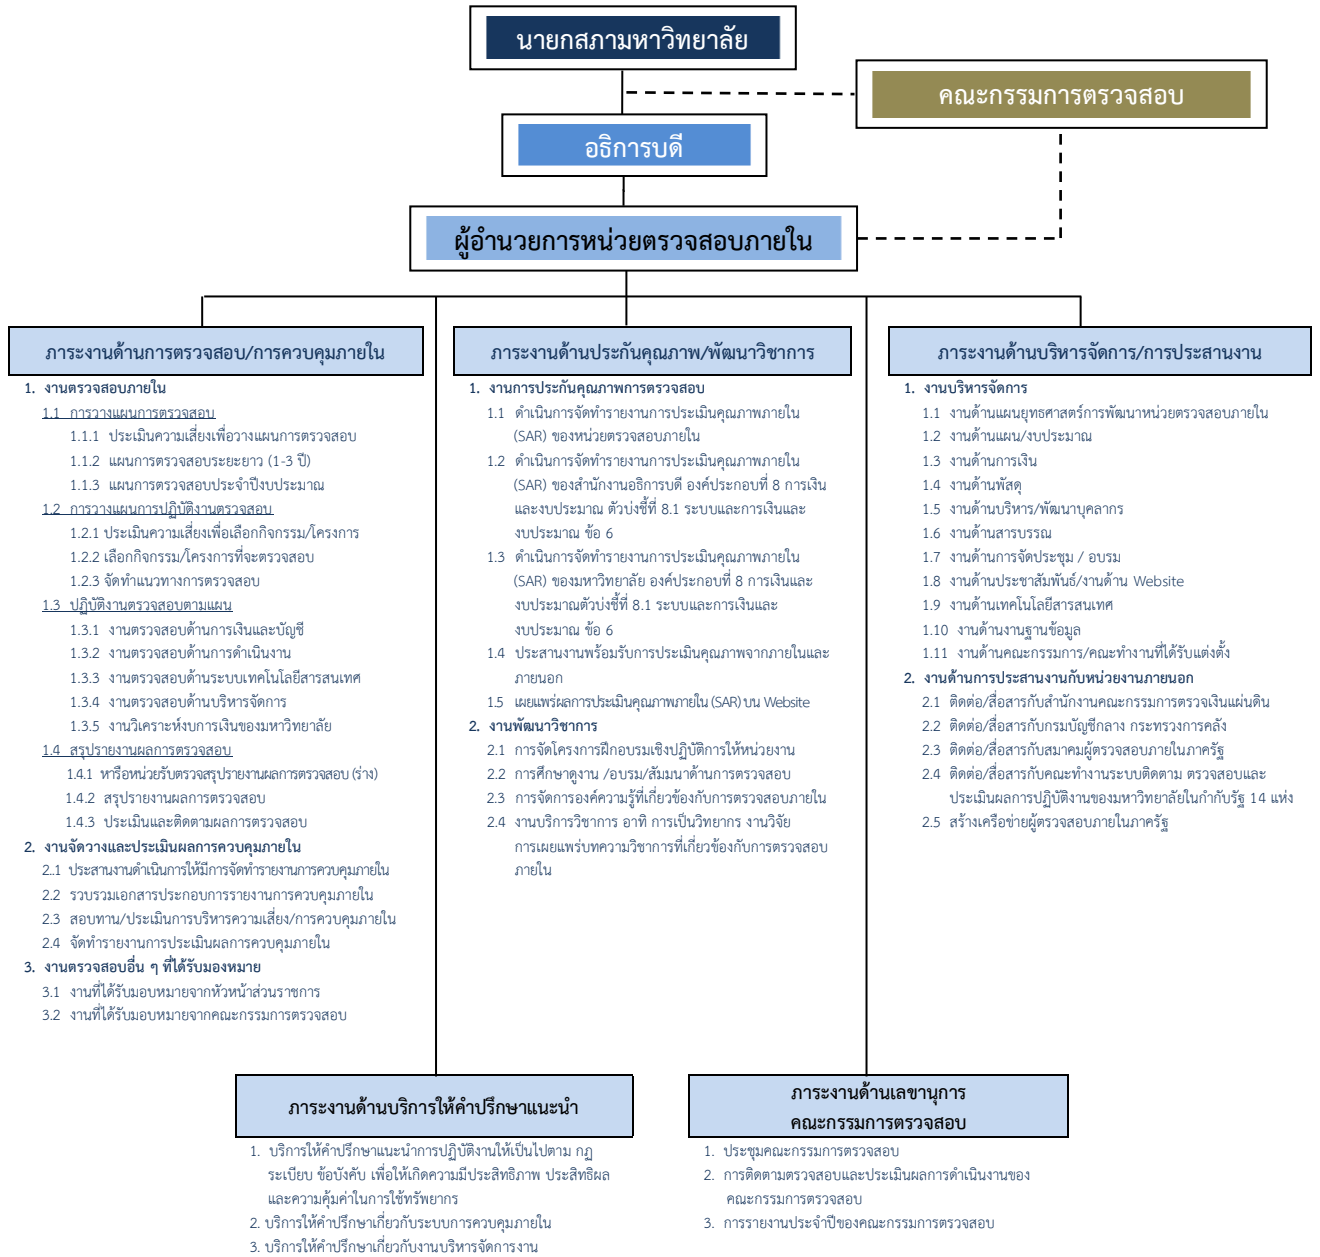 นายกสภามหาวิทยาลัย
คณะกรรมการตรวจสอบ
อธิการบดี
ผู้อำนวยการหน่วยตรวจสอบภายใน
ภาระงานด้านการตรวจสอบ/การควบคุมภายใน
1. งานตรวจสอบภายใน
1.1 การวางแผนการตรวจสอบ
1.1.1 ประเมินความเสี่ยงเพื่อวางแผนการตรวจสอบ
1.1.2 แผนการตรวจสอบระยะยาว (1-3 ปี)
1.1.3 แผนการตรวจสอบประจำปีงบประมาณ
1.2 การวางแผนการปฏิบัติงานตรวจสอบ
1.2.1 ประเมินความเสี่ยงเพื่อเลือกกิจกรรม/โครงการ
1.2.2 เลือกกิจกรรม/โครงการที่จะตรวจสอบ
1.2.3 จัดทำแนวทางการตรวจสอบ
1.3 ปฏิบัติงานตรวจสอบตามแผน
1.3.1 งานตรวจสอบด้านการเงินและบัญชี
1.3.2 งานตรวจสอบด้านการดำเนินงาน
1.3.3 งานตรวจสอบด้านระบบเทคโนโลยีสารสนเทศ
1.3.4 งานตรวจสอบด้านบริหารจัดการ
1.3.5 งานวิเคราะห์งบการเงินของมหาวิทยาลัย
1.4 สรุปรายงานผลการตรวจสอบ
1.4.1 หารือหน่วยรับตรวจสรุปรายงานผลการตรวจสอบ (ร่าง)
1.4.2 สรุปรายงานผลการตรวจสอบ
1.4.3 ประเมินและติดตามผลการตรวจสอบ
2. งานจัดวางและประเมินผลการควบคุมภายใน
2..1 ประสานงานดำเนินการให้มีการจัดทำรายงานการควบคุมภายใน
2.2 รวบรวมเอกสารประกอบการรายงานการควบคุมภายใน
2.3 สอบทาน/ประเมินการบริหารความเสี่ยง/การควบคุมภายใน
2.4 จัดทำรายงานการประเมินผลการควบคุมภายใน
3. งานตรวจสอบอื่น ๆ ที่ได้รับมองหมาย
3.1 งานที่ได้รับมอบหมายจากหัวหน้าส่วนราชการ
3.2 งานที่ได้รับมอบหมายจากคณะกรรมการตรวจสอบ
ภาระงานด้านประกันคุณภาพ/พัฒนาวิชาการ
1. งานการประกันคุณภาพการตรวจสอบ
1.1 ดำเนินการจัดทำรายงานการประเมินคุณภาพภายใน
(SAR) ของหน่วยตรวจสอบภายใน
1.2 ดำเนินการจัดทำรายงานการประเมินคุณภาพภายใน
(SAR) ของสำนักงานอธิการบดี องค์ประกอบที่ 8 การเงิน
และงบประมาณ ตัวบ่งชี้ที่ 8.1 ระบบและการเงินและ
งบประมาณ ข้อ 6
1.3 ดำเนินการจัดทำรายงานการประเมินคุณภาพภายใน
(SAR) ของมหาวิทยาลัย องค์ประกอบที่ 8 การเงินและ
งบประมาณตัวบ่งชี้ที่ 8.1 ระบบและการเงินและ
งบประมาณ ข้อ 6
1.4 ประสานงานพร้อมรับการประเมินคุณภาพจากภายในและ
ภายนอก
1.5 เผยแพร่ผลการประเมินคุณภาพภายใน (SAR) บน Website
2. งานพัฒนาวิชาการ
2.1 การจัดโครงการฝึกอบรมเชิงปฏิบัติการให้หน่วยงาน
2.2 การศึกษาดูงาน /อบรม/สัมมนาด้านการตรวจสอบ
2.3 การจัดการองค์ความรู้ที่เกี่ยวข้องกับการตรวจสอบภายใน
2.4 งานบริการวิชาการ อาทิ การเป็นวิทยากร งานวิจัย
การเผยแพร่บทความวิชาการที่เกี่ยวข้องกับการตรวจสอบ
ภายใน
ภาระงานด้านบริหารจัดการ/การประสานงาน
1. งานบริหารจัดการ
1.1 งานด้านแผนยุทธศาสตร์การพัฒนาหน่วยตรวจสอบภายใน
1.2 งานด้านแผน/งบประมาณ
1.3 งานด้านการเงิน
1.4 งานด้านพัสดุ
1.5 งานด้านบริหาร/พัฒนาบุคลากร
1.6 งานด้านสารบรรณ
1.7 งานด้านการจัดประชุม / อบรม
1.8 งานด้านประชาสัมพันธ์/งานด้าน Website
1.9 งานด้านเทคโนโลยีสารสนเทศ
1.10 งานด้านงานฐานข้อมูล
1.11 งานด้านคณะกรรมการ/คณะทำงานที่ได้รับแต่งตั้ง
2. งานด้านการประสานงานกับหน่วยงานภายนอก
2.1 ติดต่อ/สื่อสารกับสำนักงานคณะกรรมการตรวจเงินแผ่นดิน
2.2 ติดต่อ/สื่อสารกับกรมบัญชีกลาง กระทรวงการคลัง
2.3 ติดต่อ/สื่อสารกับสมาคมผู้ตรวจสอบภายในภาครัฐ
2.4 ติดต่อ/สื่อสารกับคณะทำงานระบบติดตาม ตรวจสอบและ
ประเมินผลการปฏิบัติงานของมหาวิทยาลัยในกำกับรัฐ 14 แห่ง
2.5 สร้างเครือข่ายผู้ตรวจสอบภายในภาครัฐ
ภาระงานด้านบริการให้คำปรึกษาแนะนำ
1. บริการให้คำปรึกษาแนะนำการปฏิบัติงานให้เป็นไปตาม กฏ
ระเบียบ ข้อบังคับ เพื่อให้เกิดความมีประสิทธิภาพ ประสิทธิผล
และความคุ้มค่าในการใช้ทรัพยากร
2. บริการให้คำปรึกษาเกี่ยวกับระบบการควบคุมภายใน
3. บริการให้คำปรึกษาเกี่ยวกับงานบริหารจัดการงาน
ภาระงานด้านเลขานุการ
คณะกรรมการตรวจสอบ
1. ประชุมคณะกรรมการตรวจสอบ
2. การติดตามตรวจสอบและประเมินผลการดำเนินงานของ
คณะกรรมการตรวจสอบ
3. การรายงานประจำปีของคณะกรรมการตรวจสอบ